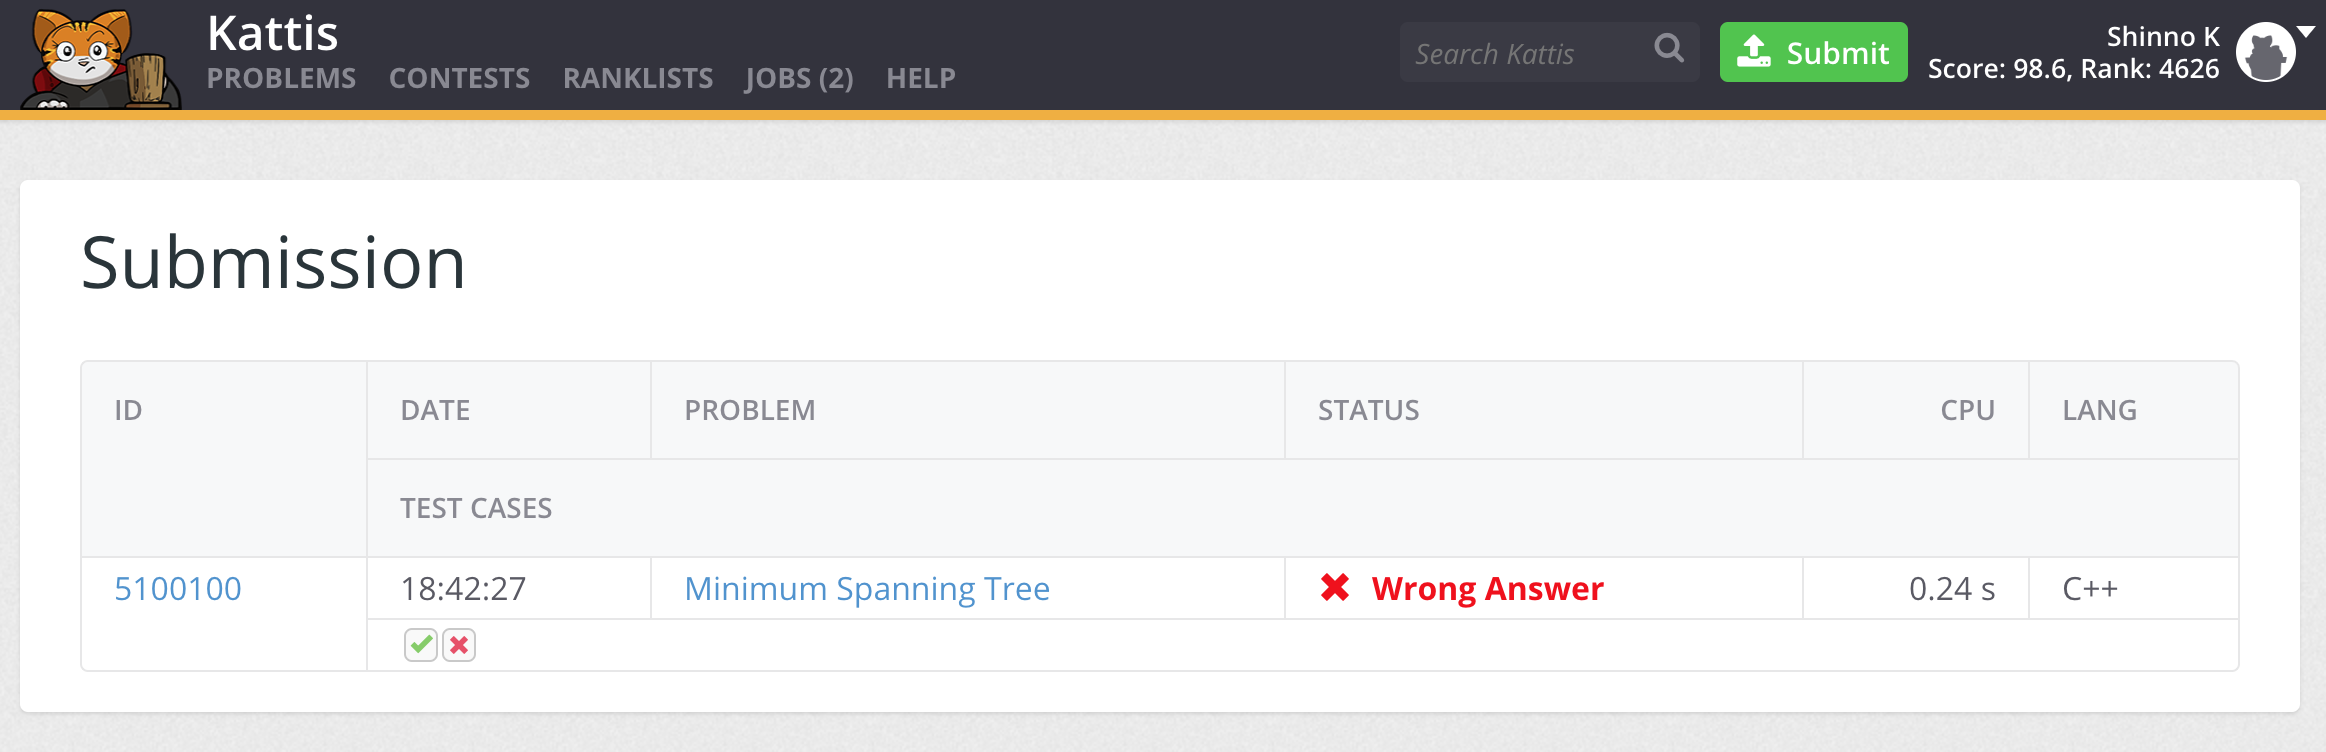 Kattis
PROBLEMS CONTESTS RANKLISTS JOBS (2) HELP
Search Kattis
Submit
Shinno K
Score: 98.6, Rank: 4626
Submission
ID DATE PROBLEM STATUS CPU LANG
TEST CASES
5100100 18:42:27 Minimum Spanning Tree Wrong Answer 0.24 s C++